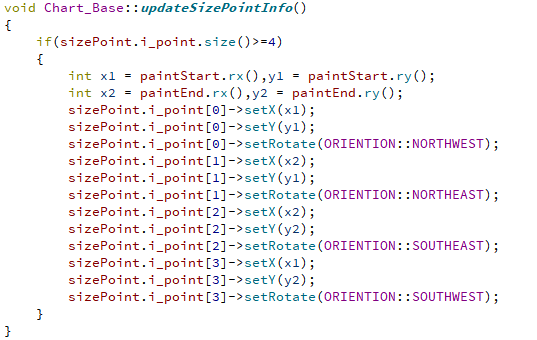 void Chart_Base::updateSizePointInfo()
{
    if(sizePoint.i_point.size()>=4)
    {
        int x1 = paintStart.rx(),y1 = paintStart.ry();
        int x2 = paintEnd.rx(),y2 = paintEnd.ry();
        sizePoint.i_point[0]->setX(x1);
        sizePoint.i_point[0]->setY(y1);
        sizePoint.i_point[0]->setRotate(ORIENTION::NORTHWEST);
        sizePoint.i_point[1]->setX(x2);
        sizePoint.i_point[1]->setY(y1);
        sizePoint.i_point[1]->setRotate(ORIENTION::NORTHEAST);
        sizePoint.i_point[2]->setX(x2);
        sizePoint.i_point[2]->setY(y2);
        sizePoint.i_point[2]->setRotate(ORIENTION::SOUTHEAST);
        sizePoint.i_point[3]->setX(x1);
        sizePoint.i_point[3]->setY(y2);
        sizePoint.i_point[3]->setRotate(ORIENTION::SOUTHWEST);
    }
}